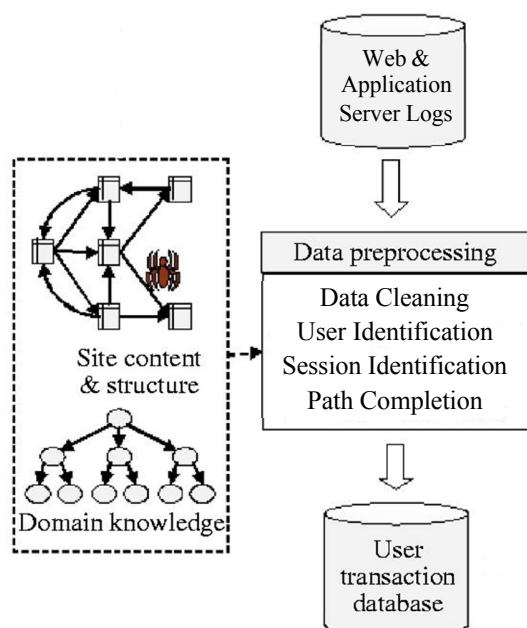 Web &
Application
Server Logs
Data preprocessing
Data Cleaning
User Identification
Session Identification
Path Completion
Site content
& structure
Domain knowledge
User
transaction
database